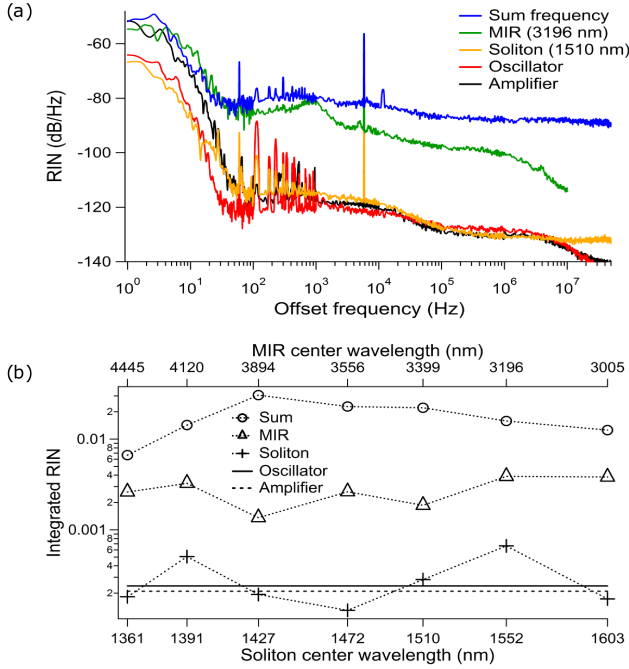 (a)
Sum frequency
MIR (3196 nm)
Soliton (1510 nm)
Oscillator
Amplifier
RIN (dB/Hz)
-60
-80
-100
-120
-140
10⁰ 10¹ 10² 10³ 10⁴ 10⁵ 10⁶ 10⁷
Offset frequency (Hz)
(b)
MIR center wavelength (nm)
4445 4120 3894 3556 3399 3196 3005
Sum
MIR
Soliton
Oscillator
Amplifier
Integrated RIN
2
0.01
8
6
4
2
0.001
8
6
4
2
1361 1391 1427 1472 1510 1552 1603
Soliton center wavelength (nm)